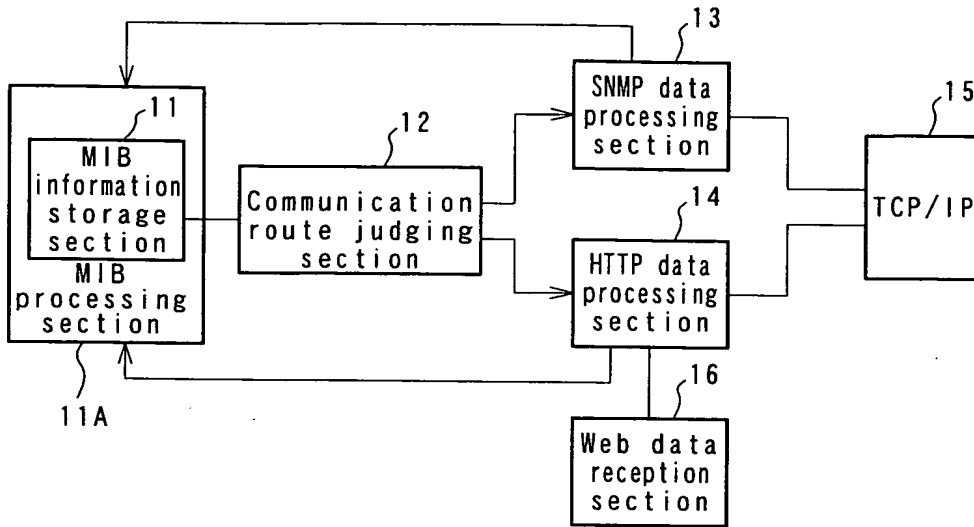 13
SNMP data
processing
section
15
TCP/IP
11
MIB
information
storage
section
MIB
processing
section
11A
12
Communication
route judging
section
14
HTTP data
processing
section
16
Web data
reception
section